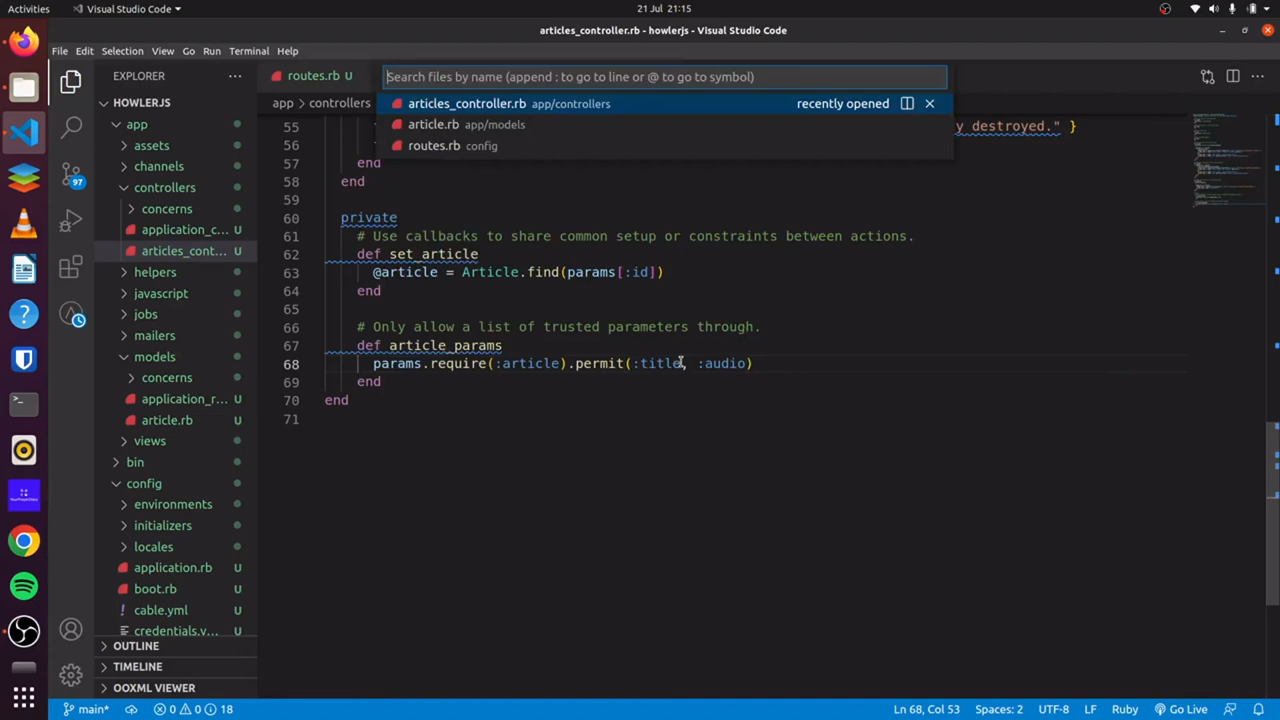 Activities
Visual Studio Code
21 Jul 21:15
articles_controller.rb - howlerjs - Visual Studio Code
File Edit Selection View Go Run Terminal Help
EXPLORER
routes.rb U
Search files by name (append : to go to line or @ to go to symbol)
articles_controller.rb app/controllers recently opened
article.rb app/models
routes.rb config
HOWLERJS
app
assets
channels
controllers
concerns
application_c... U
articles_cont... U
helpers
javascript
jobs
mailers
models
concerns
application_r... U
article.rb U
views
bin
config
environments
initializers
locales
application.rb U
boot.rb U
cable.yml U
credentials.y... U
OUTLINE
TIMELINE
OOXML VIEWER
97
app > controllers
55 y destroyed." }
56
57 end
58 end
59
60 private
61 # Use callbacks to share common setup or constraints between actions.
62 def set_article
63 @article = Article.find(params[:id])
64 end
65
66 # Only allow a list of trusted parameters through.
67 def article_params
68 params.require(:article).permit(:title, :audio)
69 end
70 end
71
main* 0 0 18 Ln 68, Col 53 Spaces: 2 UTF-8 LF Ruby Go Live